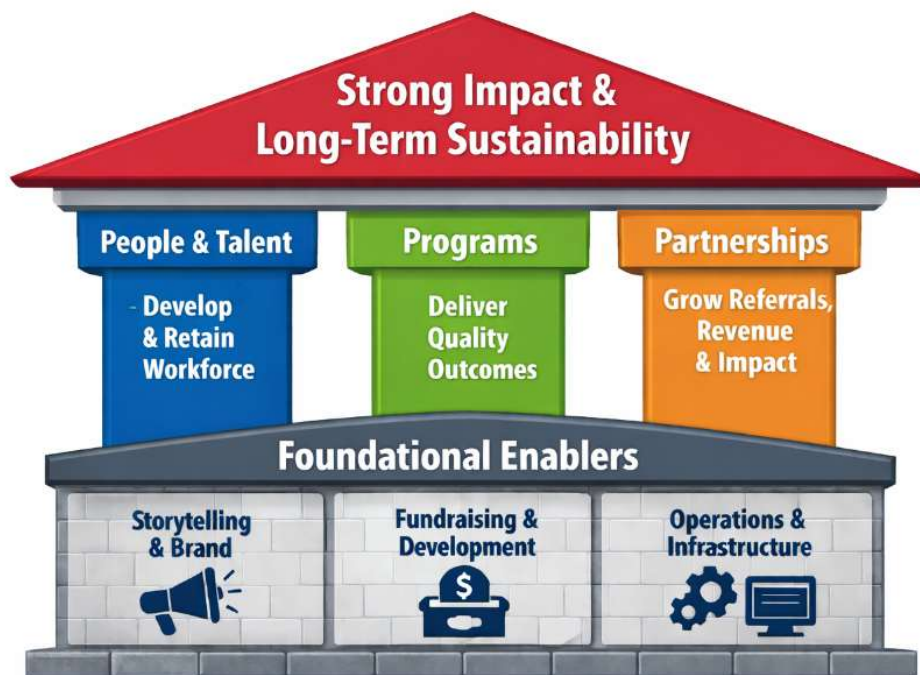 Strong Impact &
Long-Term Sustainability
People & Talent
- Develop
& Retain
Workforce
Programs
Deliver
Quality
Outcomes
Partnerships
Grow Referrals,
Revenue
& Impact
Foundational Enablers
Storytelling
& Brand
Fundraising &
Development
$
Operations &
Infrastructure